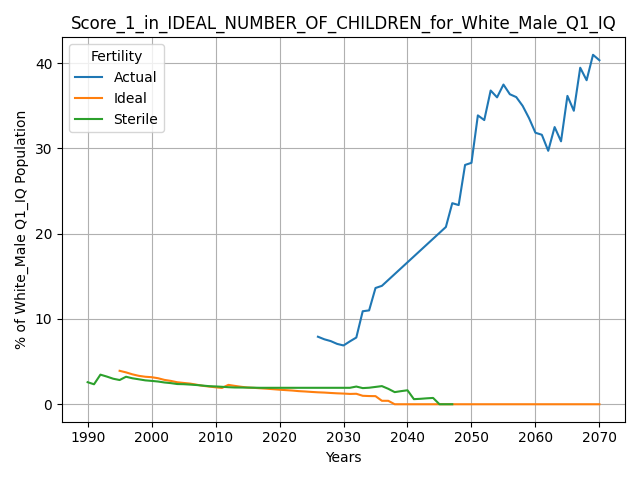 Score_1_in_IDEAL_NUMBER_OF_CHILDREN_for_White_Male_Q1_IQ
Fertility
Actual
Ideal
Sterile
% of White_Male Q1_IQ Population
40
30
20
10
0
1990 2000 2010 2020 2030 2040 2050 2060 2070
Years